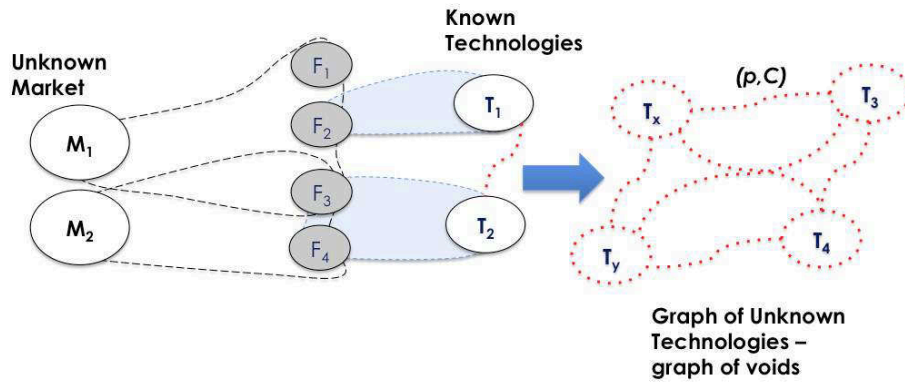 Unknown
Market
M1
M2
F1
F2
F3
F4
Known
Technologies
T1
T2
(p,C)
Tx
T3
Ty
T4
Graph of Unknown
Technologies –
graph of voids